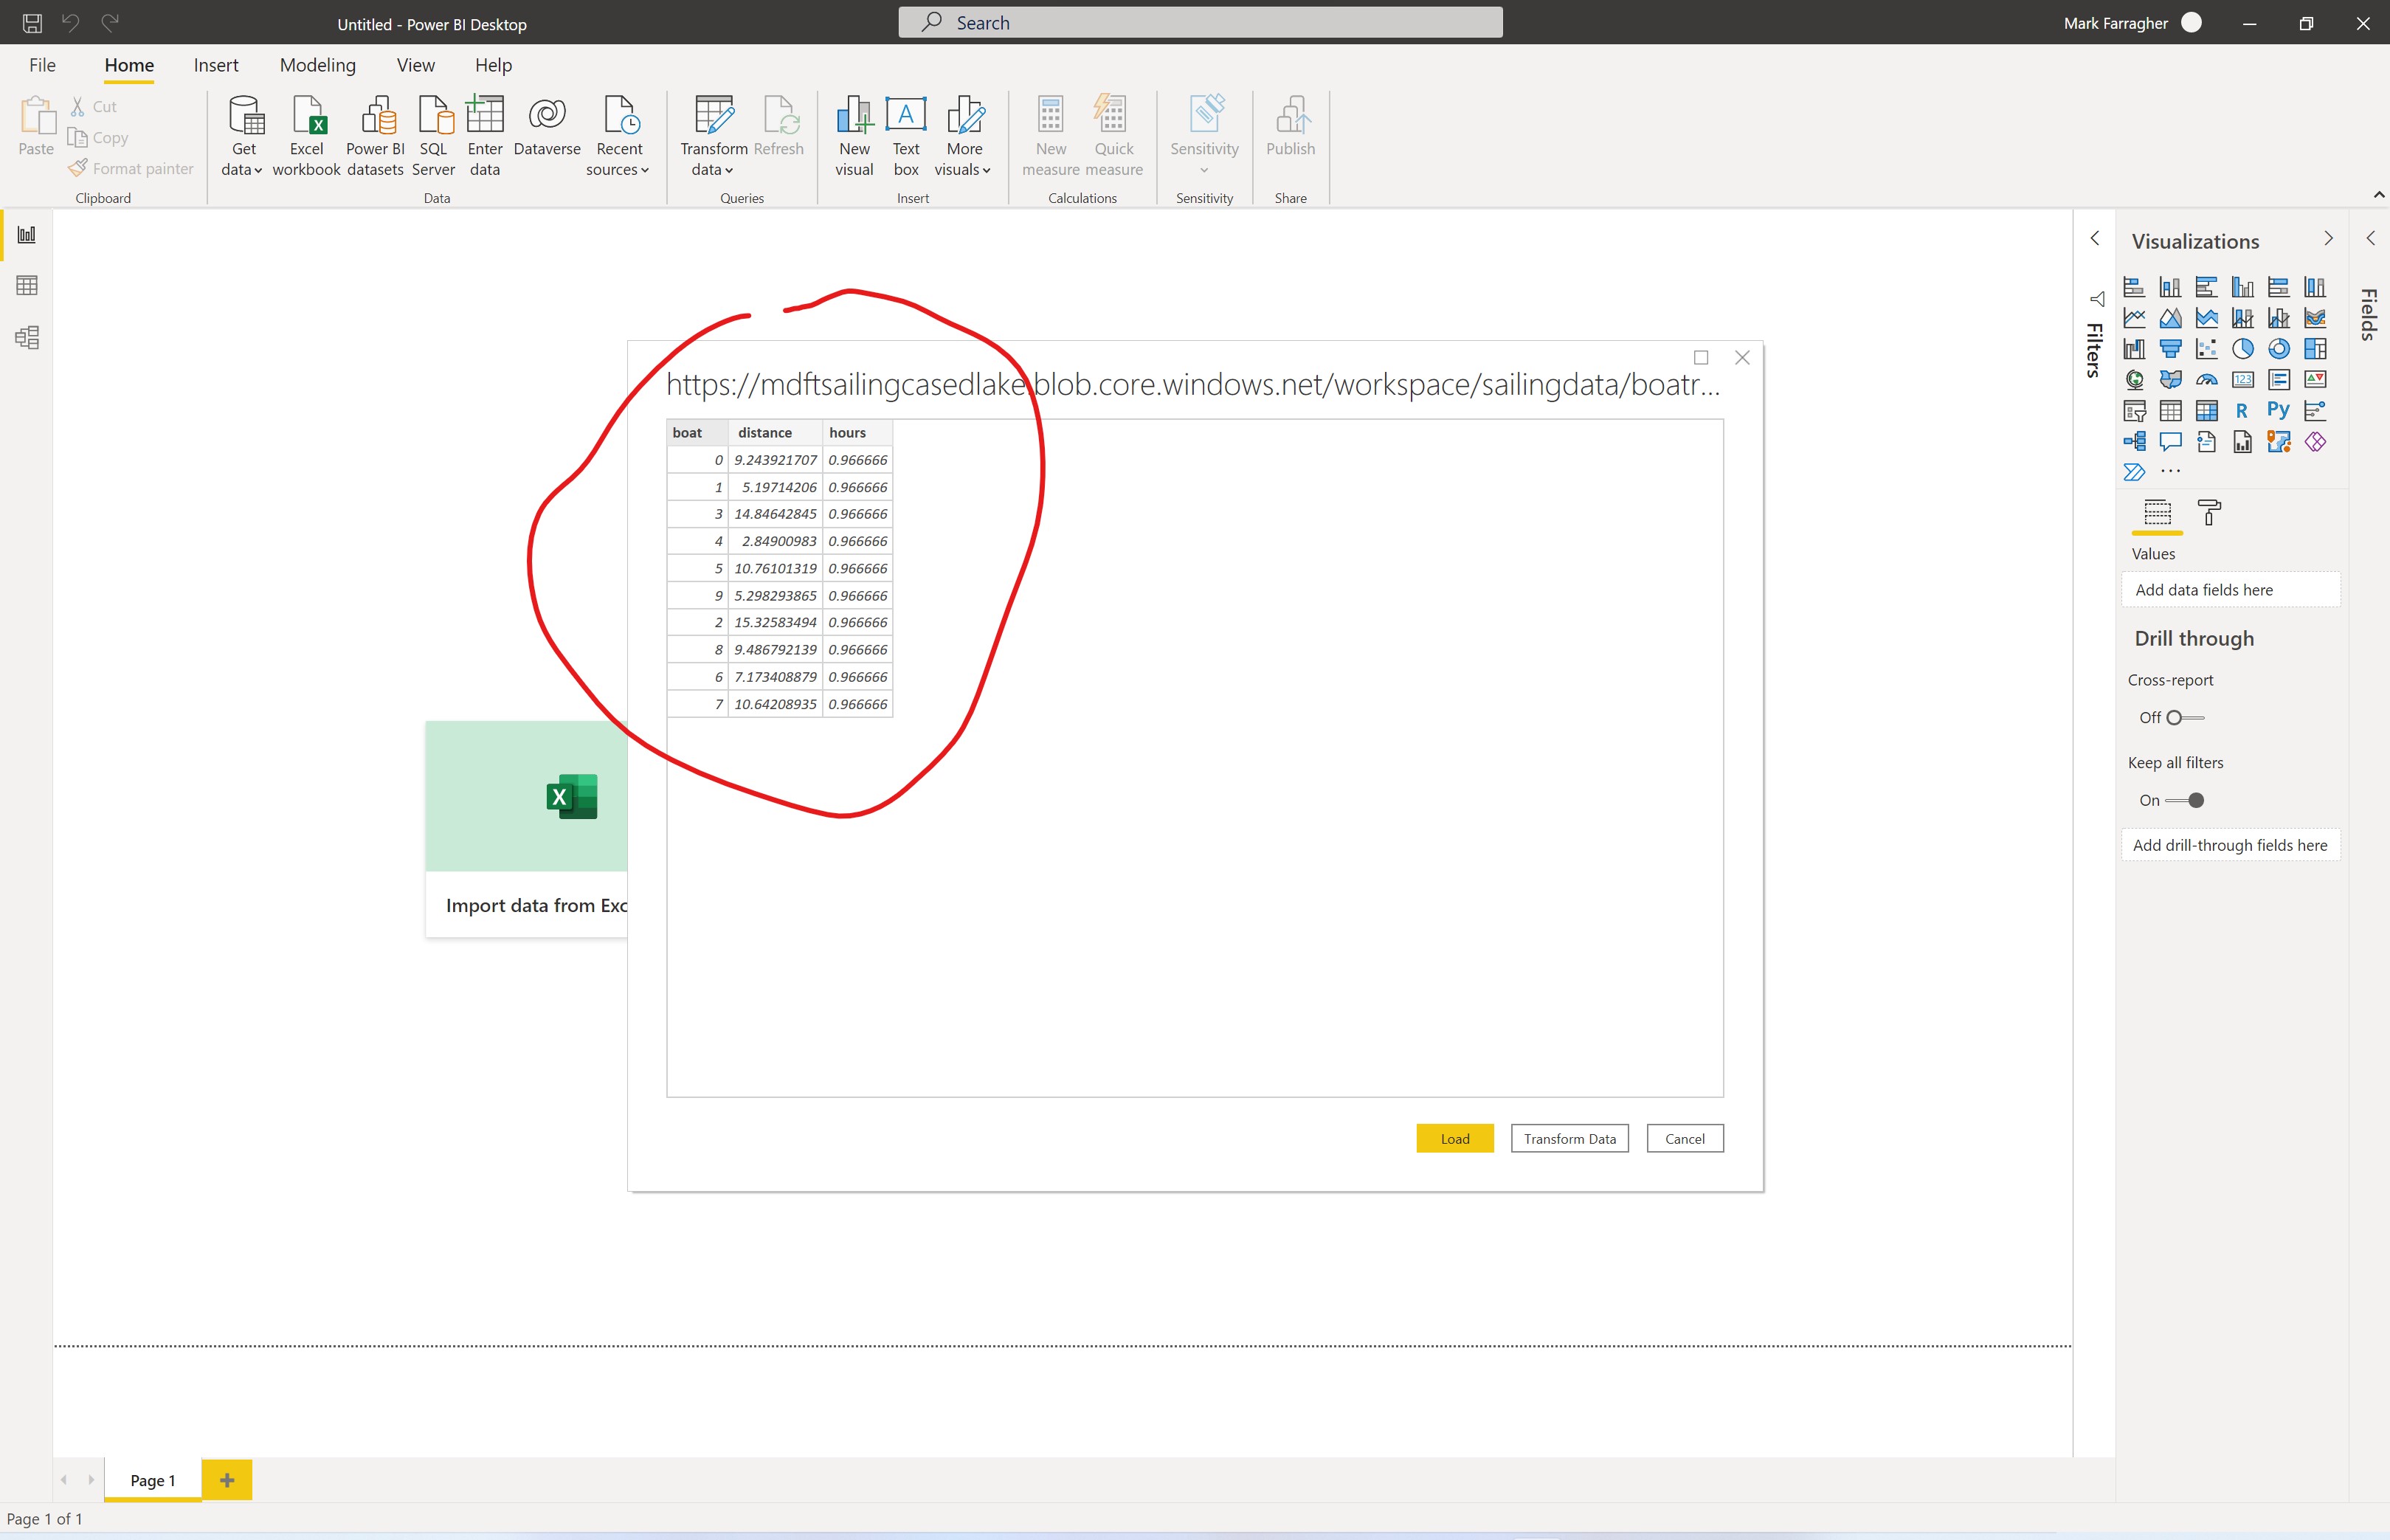 Untitled - Power BI Desktop
Search
Mark Farragher
File Home Insert Modeling View Help
Paste
Cut
Copy
Format painter
Clipboard
Get data
Excel workbook
Power BI datasets
SQL Server
Enter data
Dataverse
Recent sources
Data
Transform data
Refresh
Queries
New visual
Text box
More visuals
Insert
New measure
Quick measure
Calculations
Sensitivity
Sensitivity
Publish
Share
https://mdftsailingcasedlake.blob.core.windows.net/workspace/sailingdata/boatr...
boat distance hours
0 9.243921707 0.966666
1 5.19714206 0.966666
3 14.84642845 0.966666
4 2.84900983 0.966666
5 10.76101319 0.966666
9 5.298293865 0.966666
2 15.32583494 0.966666
8 9.486792139 0.966666
6 7.173408879 0.966666
7 10.64208935 0.966666
Load
Transform Data
Cancel
Import data from Exc
Filters
Visualizations
123
R
Py
Values
Add data fields here
Drill through
Cross-report
Off
Keep all filters
On
Add drill-through fields here
Fields
Page 1
Page 1 of 1